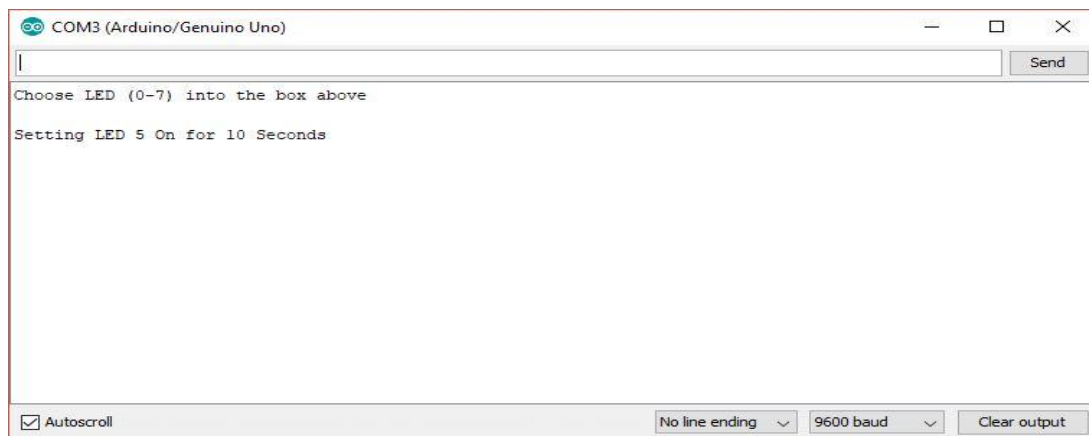 COM3 (Arduino/Genuino Uno)
Send
Choose LED (0-7) into the box above
Setting LED 5 On for 10 Seconds
Autoscroll
No line ending
9600 baud
Clear output